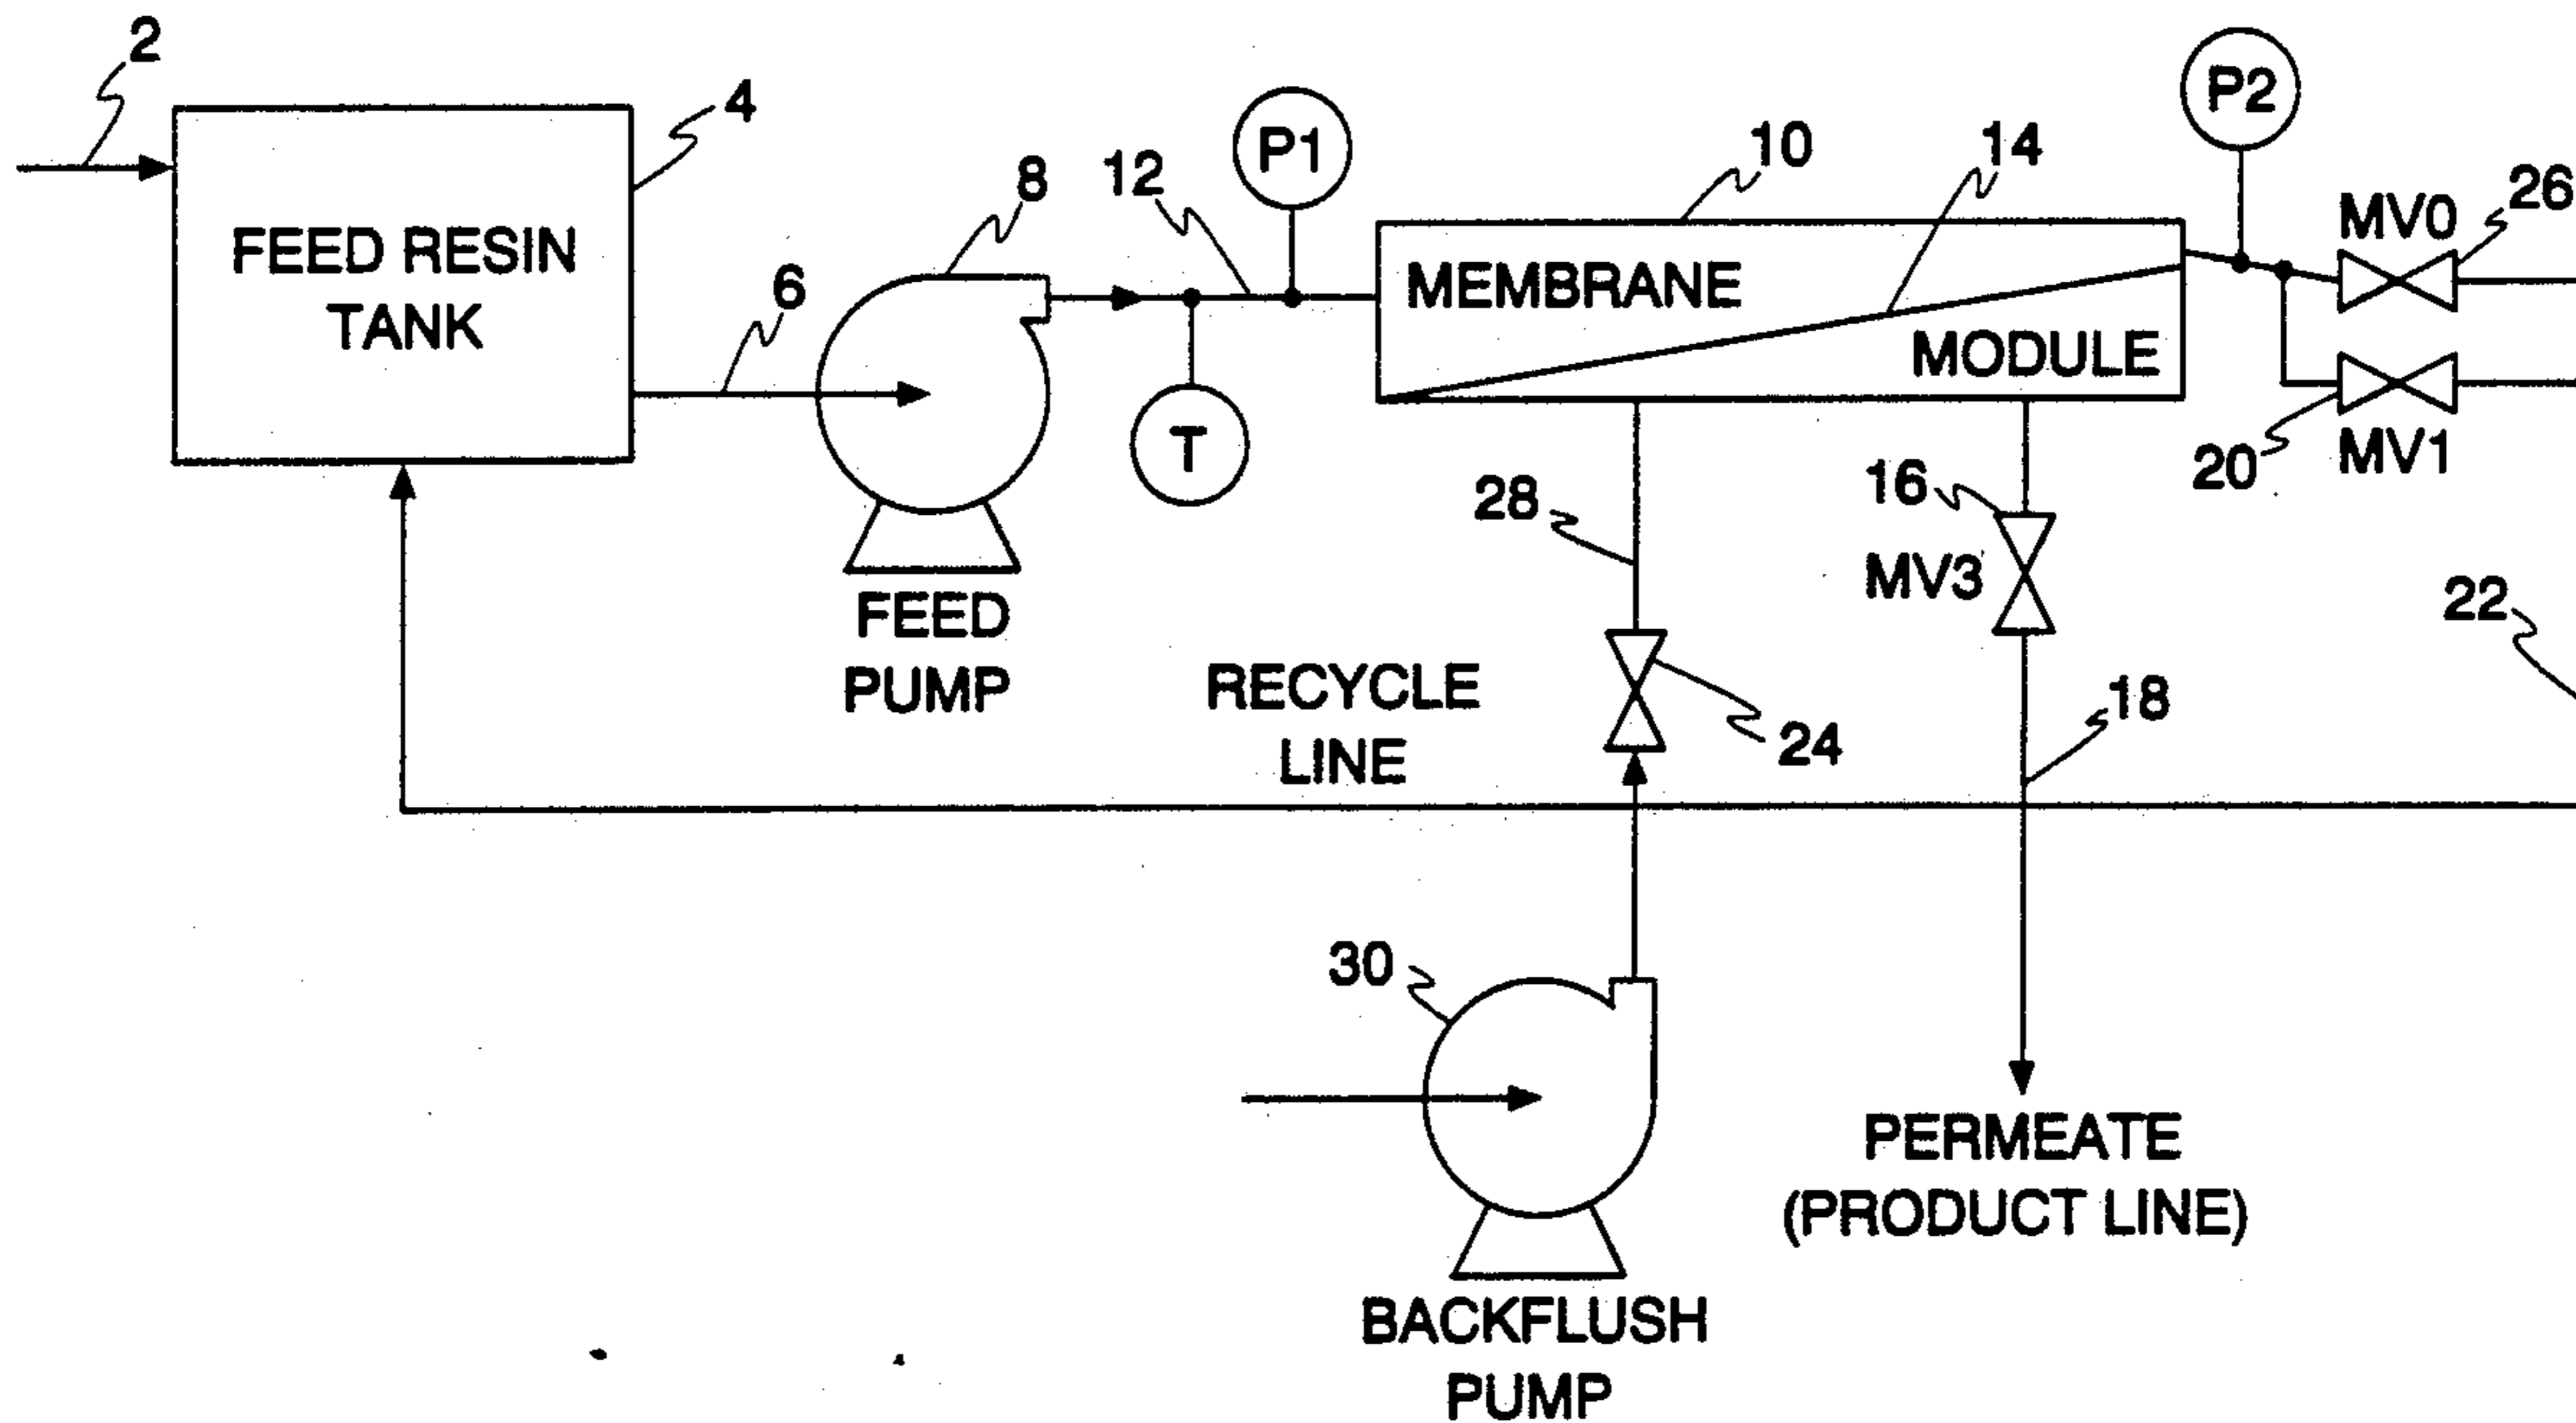 2
4
FEED RESIN
TANK
6
8
FEED
PUMP
12
P1
T
10
14
MEMBRANE
MODULE
P2
MV0
26
20
MV1
16
MV3
28
24
22
18
RECYCLE
LINE
30
BACKFLUSH
PUMP
PERMEATE
(PRODUCT LINE)